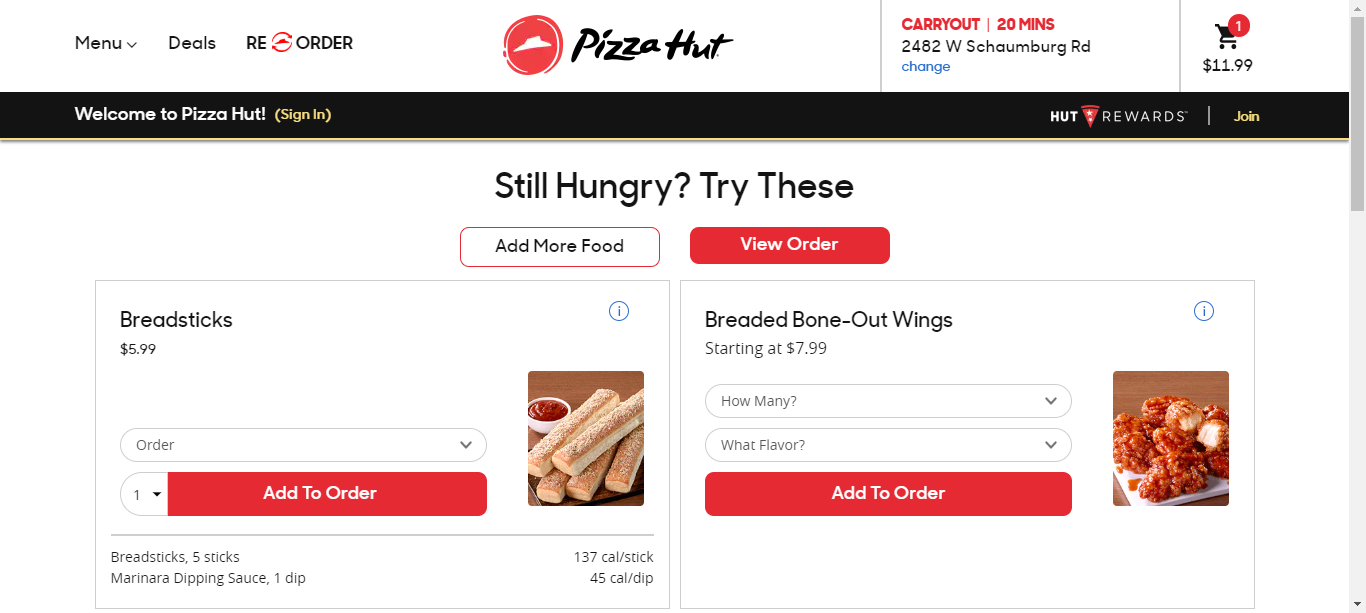 Menu
Deals
RE ORDER
Pizza Hut
CARRYOUT | 20 MINS
2482 W Schaumburg Rd
change
1
$11.99
Welcome to Pizza Hut! (Sign In)
HUT REWARDS™ | Join
Still Hungry? Try These
Add More Food
View Order
Breadsticks
i
$5.99
Order
1
Add To Order
Breadsticks, 5 sticks 137 cal/stick
Marinara Dipping Sauce, 1 dip 45 cal/dip
Breaded Bone-Out Wings
i
Starting at $7.99
How Many?
What Flavor?
Add To Order